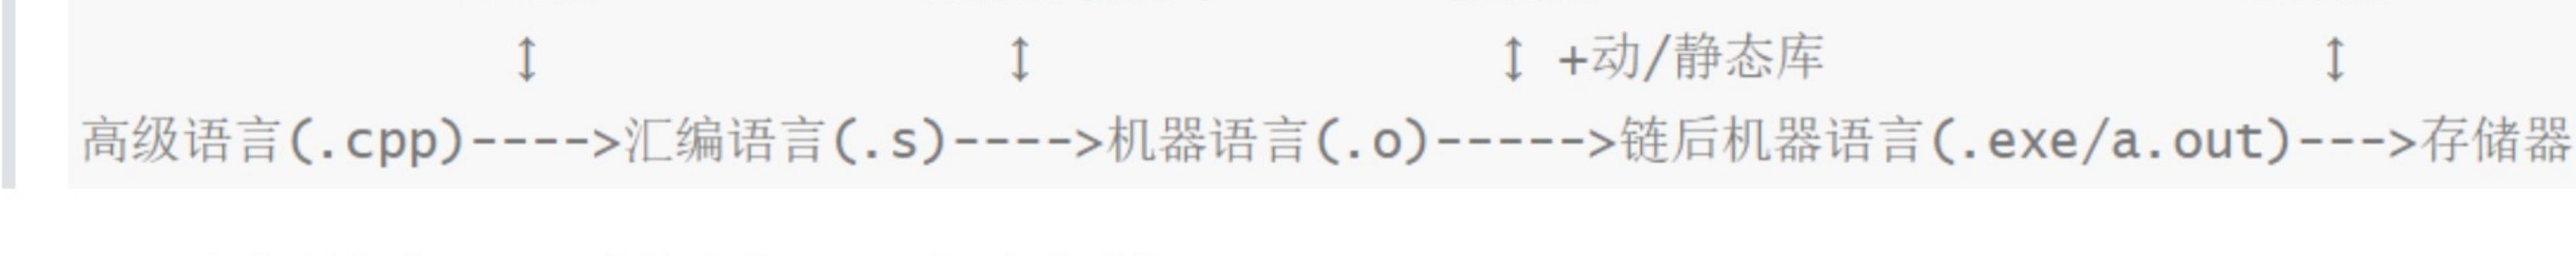 ↕ ↕ ↕ +动/静态库 ↕
高级语言(.cpp)---->汇编语言(.s)---->机器语言(.o)----->链后机器语言(.exe/a.out)--->存储器